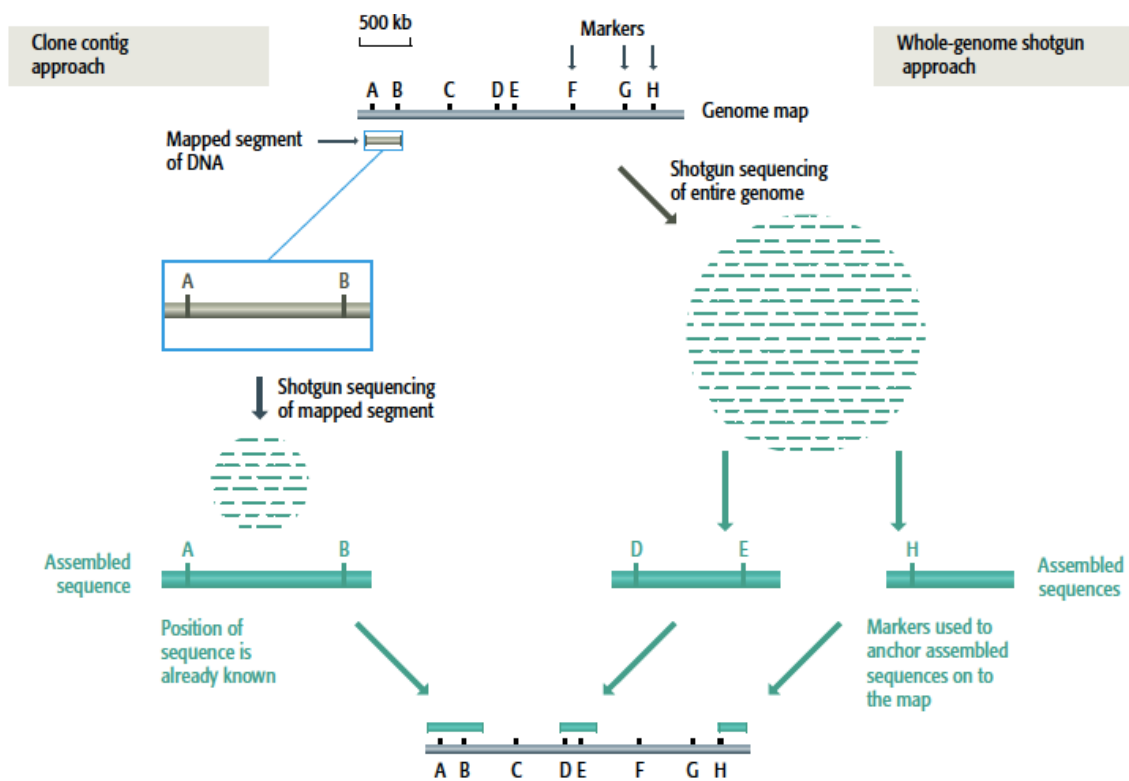 Clone contig
approach
500 kb
Markers
Whole-genome shotgun
approach
A B C D E F G H
Genome map
Mapped segment
of DNA
Shotgun sequencing
of entire genome
A B
Shotgun sequencing
of mapped segment
Assembled
sequence
A B
D E
H
Assembled
sequences
Position of
sequence is
already known
Markers used to
anchor assembled
sequences on to
the map
A B C D E F G H